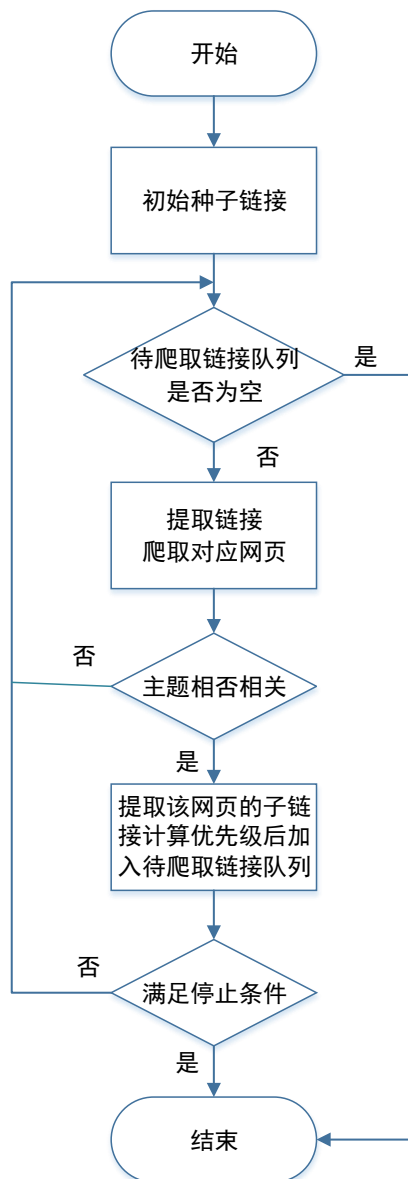 开始
初始种子链接
待爬取链接队列
是否为空
是
否
提取链接
爬取对应网页
否
主题相否相关
是
提取该网页的子链
接计算优先级后加
入待爬取链接队列
否
满足停止条件
是
结束